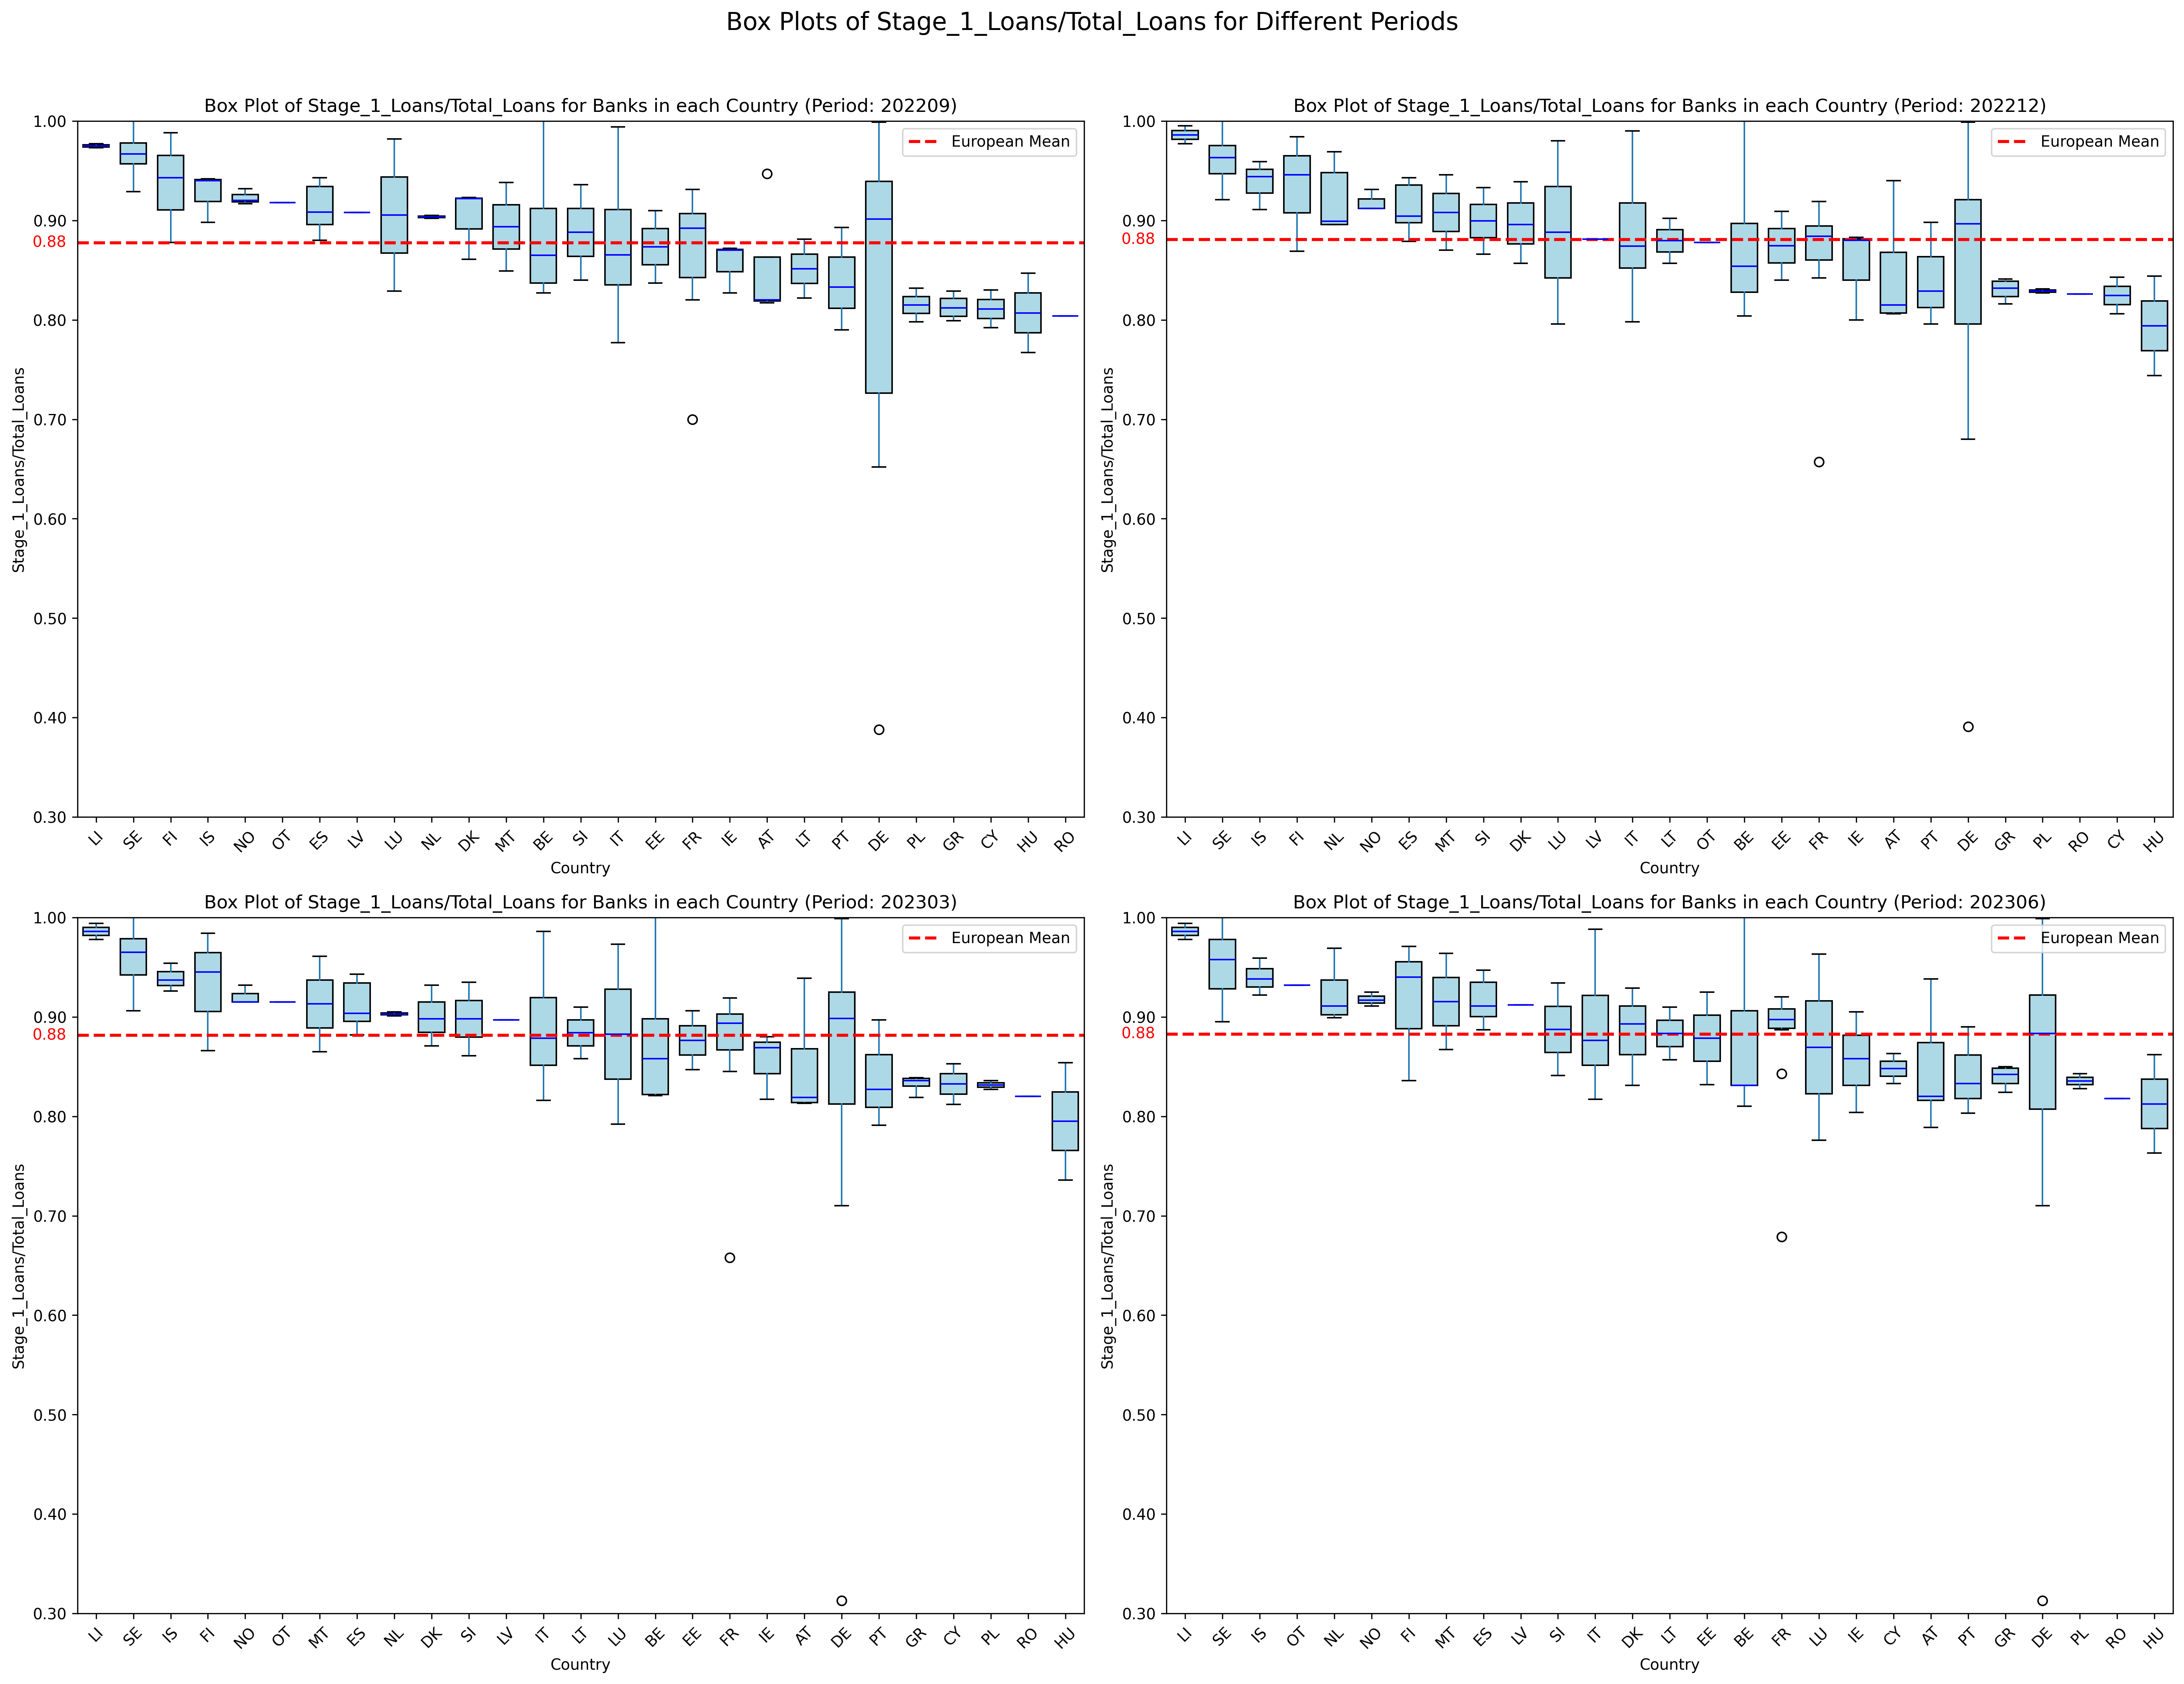 Box Plots of Stage_1_Loans/Total_Loans for Different Periods
Box Plot of Stage_1_Loans/Total_Loans for Banks in each Country (Period: 202209)
European Mean
Stage_1_Loans/Total_Loans
1.00
0.90
0.88
0.80
0.70
0.60
0.50
0.40
0.30
LI SE FI IS NO OT ES LV LU NL DK MT BE SI IT EE FR IE AT LT PT DE PL GR CY HU RO
Country
Box Plot of Stage_1_Loans/Total_Loans for Banks in each Country (Period: 202212)
European Mean
Stage_1_Loans/Total_Loans
1.00
0.90
0.88
0.80
0.70
0.60
0.50
0.40
0.30
LI SE IS FI NL NO ES MT SI DK LU LV IT LT OT BE EE FR IE AT PT DE GR PL RO CY HU
Country
Box Plot of Stage_1_Loans/Total_Loans for Banks in each Country (Period: 202303)
European Mean
Stage_1_Loans/Total_Loans
1.00
0.90
0.88
0.80
0.70
0.60
0.50
0.40
0.30
LI SE IS FI NO OT MT ES NL DK SI LV IT LT LU BE EE FR IE AT DE PT GR CY PL RO HU
Country
Box Plot of Stage_1_Loans/Total_Loans for Banks in each Country (Period: 202306)
European Mean
Stage_1_Loans/Total_Loans
1.00
0.90
0.88
0.80
0.70
0.60
0.50
0.40
0.30
LI SE IS OT NL NO FI MT ES LV SI IT DK LT EE BE FR LU IE CY AT PT GR DE PL RO HU
Country